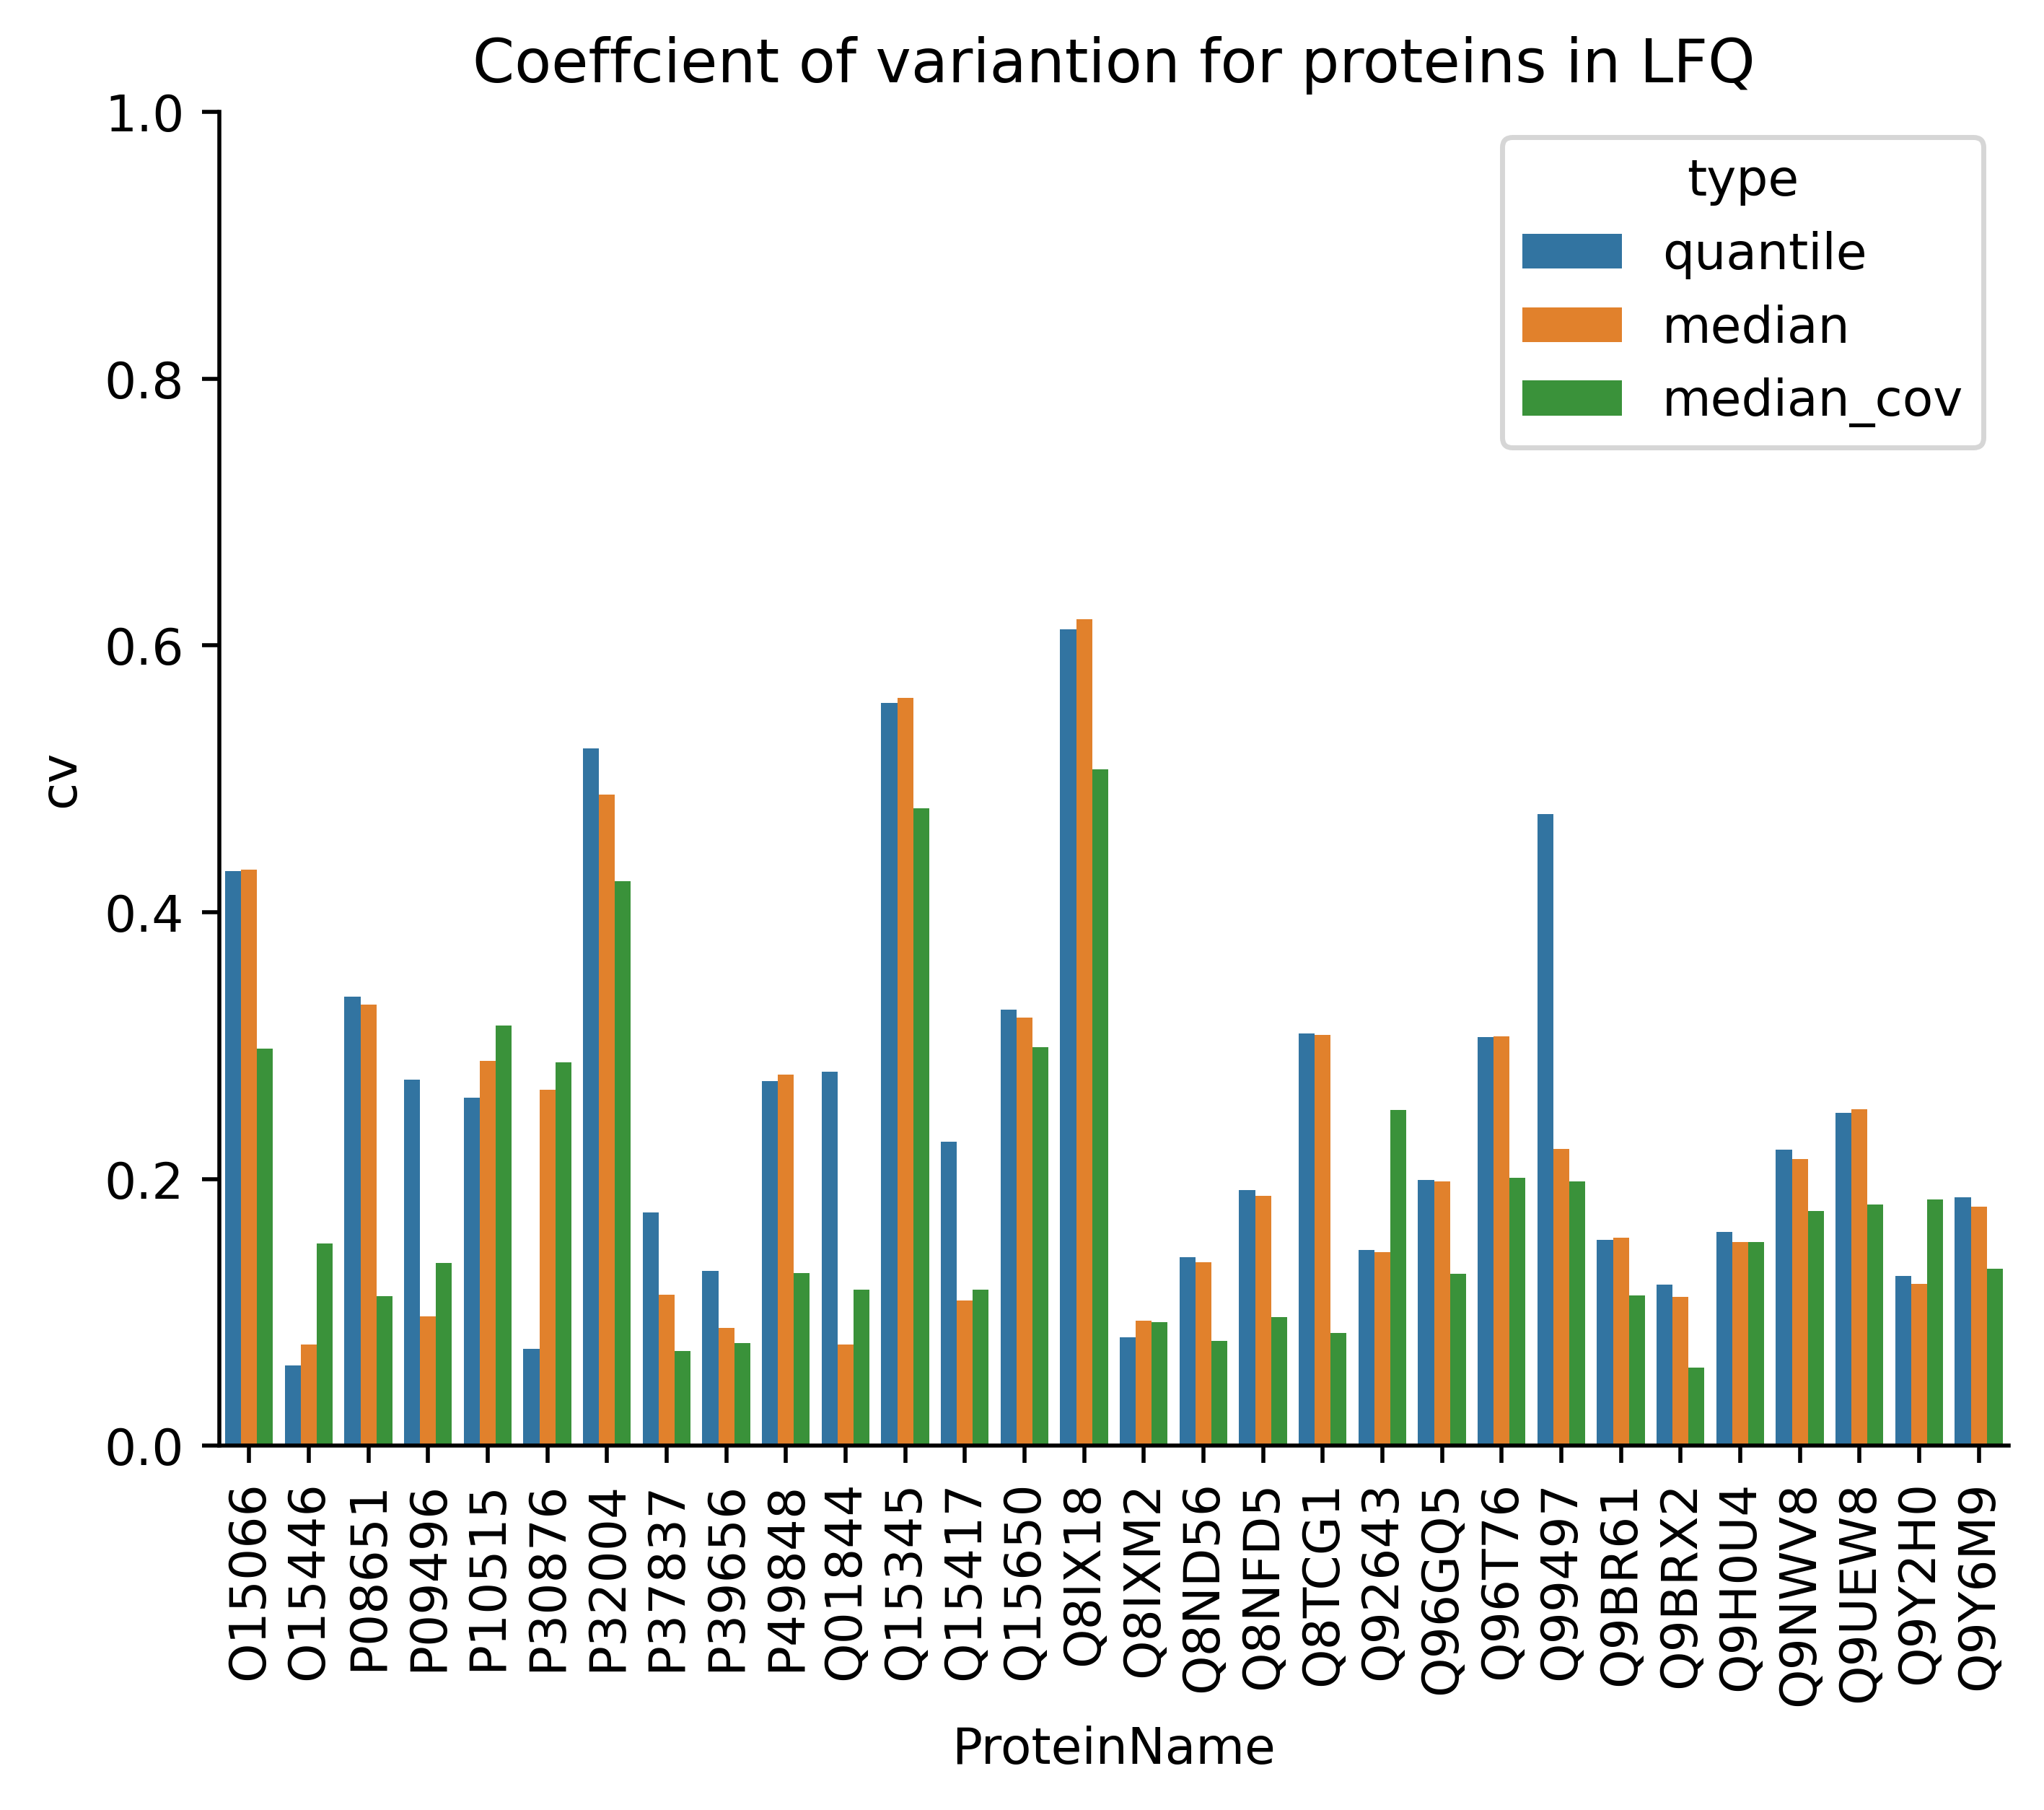 Coeffcient of variantion for proteins in LFQ
1.0
0.8
0.6
0.4
0.2
0.0
cv
type
quantile
median
median_cov
O15066
O15446
P08651
P09496
P10515
P30876
P32004
P37837
P39656
P49848
Q01844
Q15345
Q15417
Q15650
Q8IX18
Q8IXM2
Q8ND56
Q8NFD5
Q8TCG1
Q92643
Q96GQ5
Q96T76
Q99497
Q9BR61
Q9BRX2
Q9H0U4
Q9NWV8
Q9UEW8
Q9Y2H0
Q9Y6M9
ProteinName